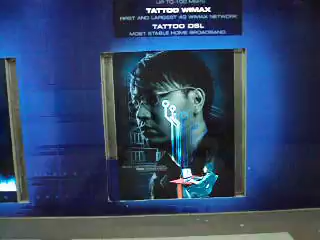 UP TO 100 MBPS
TATTOO WIMAX
FIRST AND LARGEST 4G WIMAX NETWORK
TATTOO DSL
MOST STABLE HOME BROADBAND